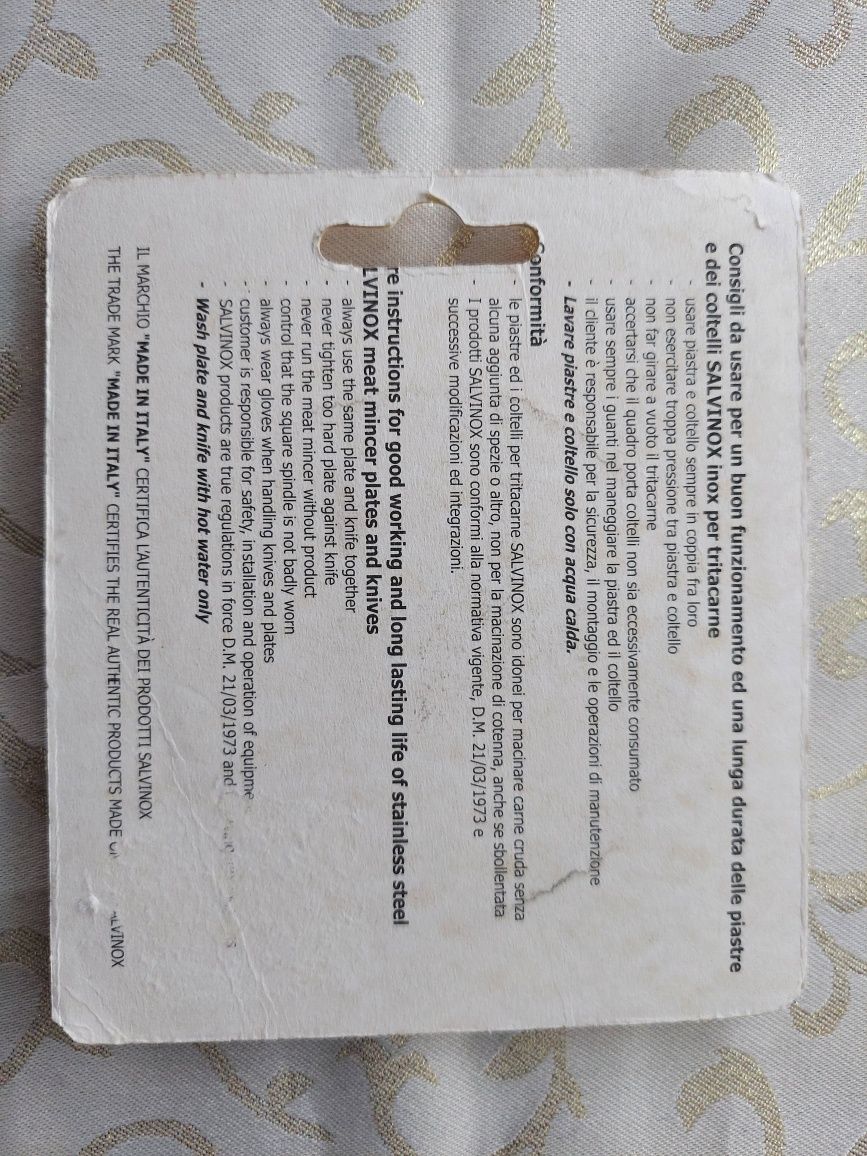 Consigli da usare per un buon funzionamento ed una lunga durata delle piastre
e dei coltelli SALVINOX inox per tritacarne
- usare piastra e coltello sempre in coppia fra loro
- non esercitare troppa pressione tra piastra e coltello
- non far girare a vuoto il tritacarne
- accertarsi che il quadro porta coltelli non sia eccessivamente consumato
- usare sempre i guanti nel maneggiare la piastra ed il coltello
- il cliente è responsabile per la sicurezza, il montaggio e le operazioni di manutenzione
- Lavare piastre e coltello solo con acqua calda.
Conformità
- le piastre ed i coltelli per tritacarne SALVINOX sono idonei per macinare carne cruda senza
alcuna aggiunta di spezie o altro, non per la macinazione di cotenna, anche se sbollentata
- I prodotti SALVINOX sono conformi alla normativa vigente, D.M. 21/03/1973 e
successive modificazioni ed integrazioni.
re instructions for good working and long lasting life of stainless steel
LVINOX meat mincer plates and knives
- always use the same plate and knife together
- never tighten too hard plate against knife
- never run the meat mincer without product
- control that the square spindle is not badly worn
- always wear gloves when handling knives and plates
- customer is responsible for safety, installation and operation of equipme
- SALVINOX products are true regulations in force D.M. 21/03/1973 and
- Wash plate and knife with hot water only
IL MARCHIO "MADE IN ITALY" CERTIFICA L'AUTENTICITÀ DEI PRODOTTI SALVINOX
THE TRADE MARK "MADE IN ITALY" CERTIFIES THE REAL AUTHENTIC PRODUCTS MADE LVINOX